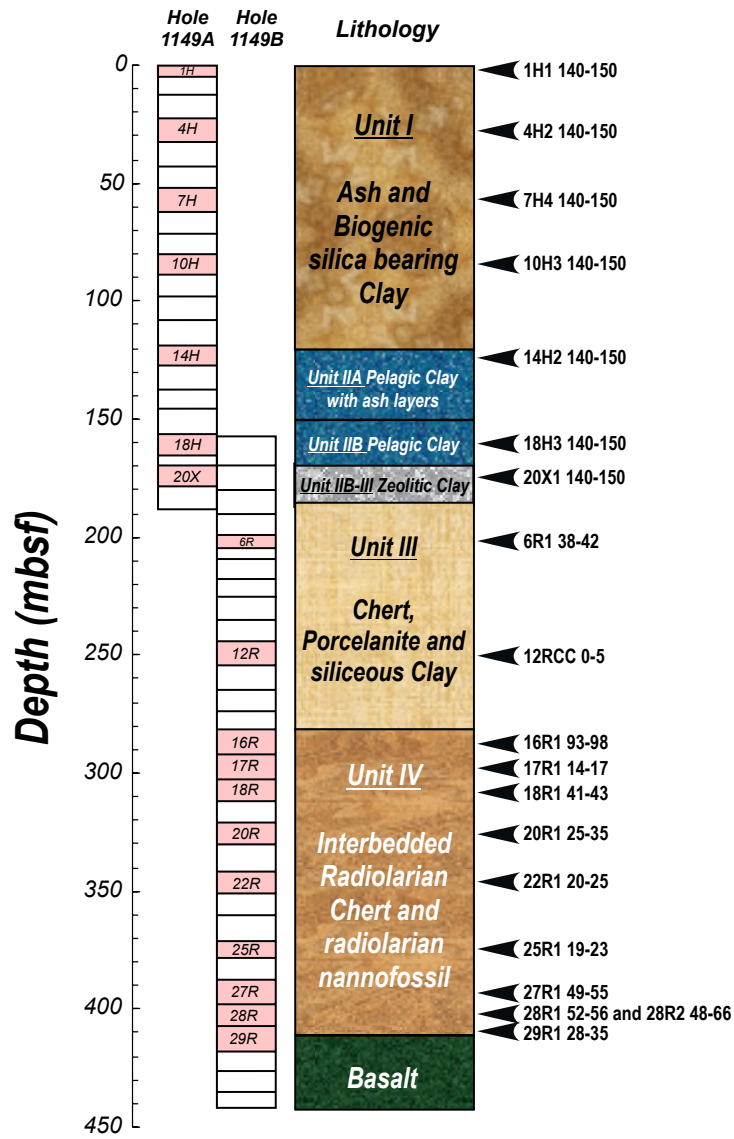 Hole
1149A
Hole
1149B
Lithology
Depth (mbsf)
0
50
100
150
200
250
300
350
400
450
1H
4H
7H
10H
14H
18H
20X
6R
12R
16R
17R
18R
20R
22R
25R
27R
28R
29R
Unit I
Ash and
Biogenic
silica bearing
Clay
Unit IIA Pelagic Clay
with ash layers
Unit IIB Pelagic Clay
Unit IIB-III Zeolitic Clay
Unit III
Chert,
Porcelanite and
siliceous Clay
Unit IV
Interbedded
Radiolarian
Chert and
radiolarian
nannofossil
Basalt
1H1 140-150
4H2 140-150
7H4 140-150
10H3 140-150
14H2 140-150
18H3 140-150
20X1 140-150
6R1 38-42
12RCC 0-5
16R1 93-98
17R1 14-17
18R1 41-43
20R1 25-35
22R1 20-25
25R1 19-23
27R1 49-55
28R1 52-56 and 28R2 48-66
29R1 28-35